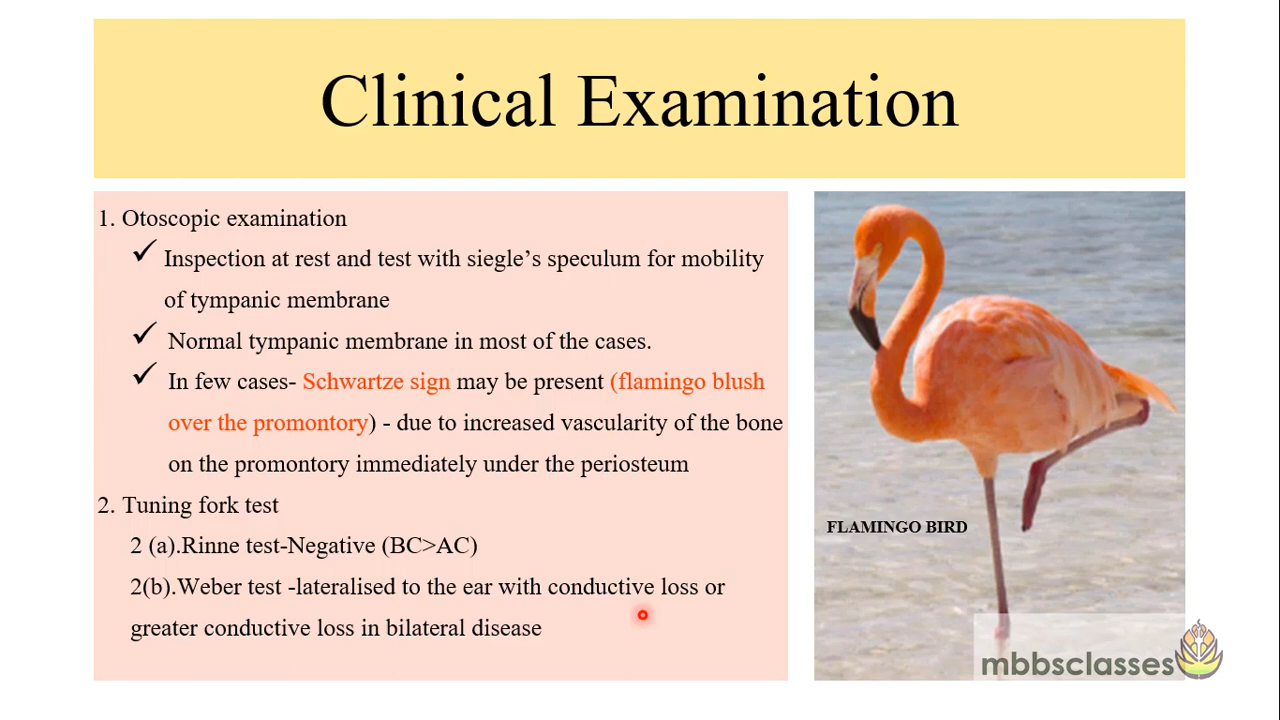 Clinical Examination
1. Otoscopic examination
✓ Inspection at rest and test with siegle’s speculum for mobility
of tympanic membrane
✓ Normal tympanic membrane in most of the cases.
✓ In few cases- Schwartze sign may be present (flamingo blush
over the promontory) - due to increased vascularity of the bone
on the promontory immediately under the periosteum
2. Tuning fork test
2 (a).Rinne test-Negative (BC>AC)
2(b).Weber test -lateralised to the ear with conductive loss or
greater conductive loss in bilateral disease
FLAMINGO BIRD
mbbsclasses